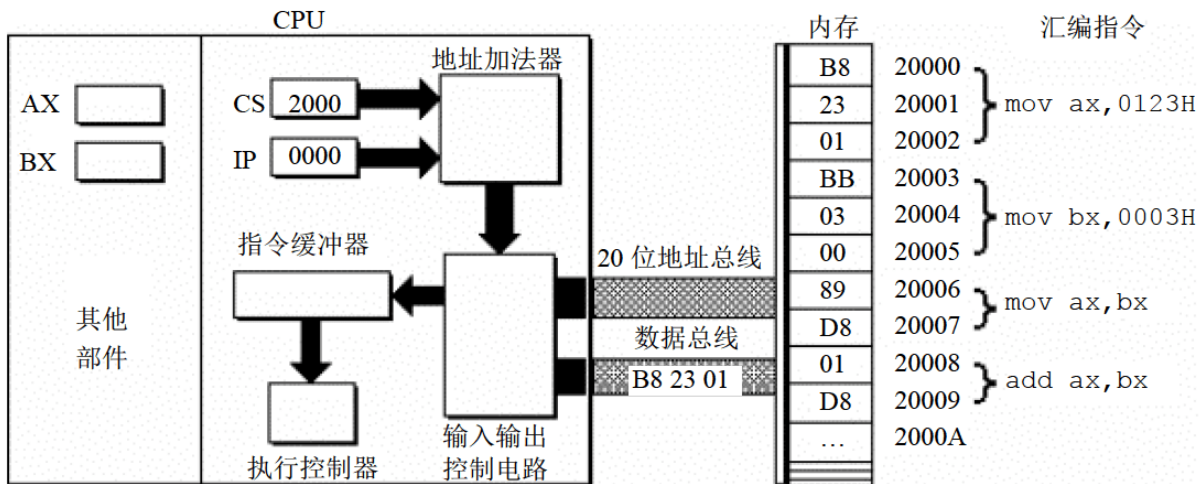 CPU
内存
汇编指令
地址加法器
AX
CS
2000
BX
IP
0000
指令缓冲器
其他
部件
执行控制器
输入输出
控制电路
20 位地址总线
数据总线
B8 23 01
B8 20000
23 20001 mov ax,0123H
01 20002
BB 20003
03 20004 mov bx,0003H
00 20005
89 20006
mov ax,bx
D8 20007
01 20008
add ax,bx
D8 20009
... 2000A